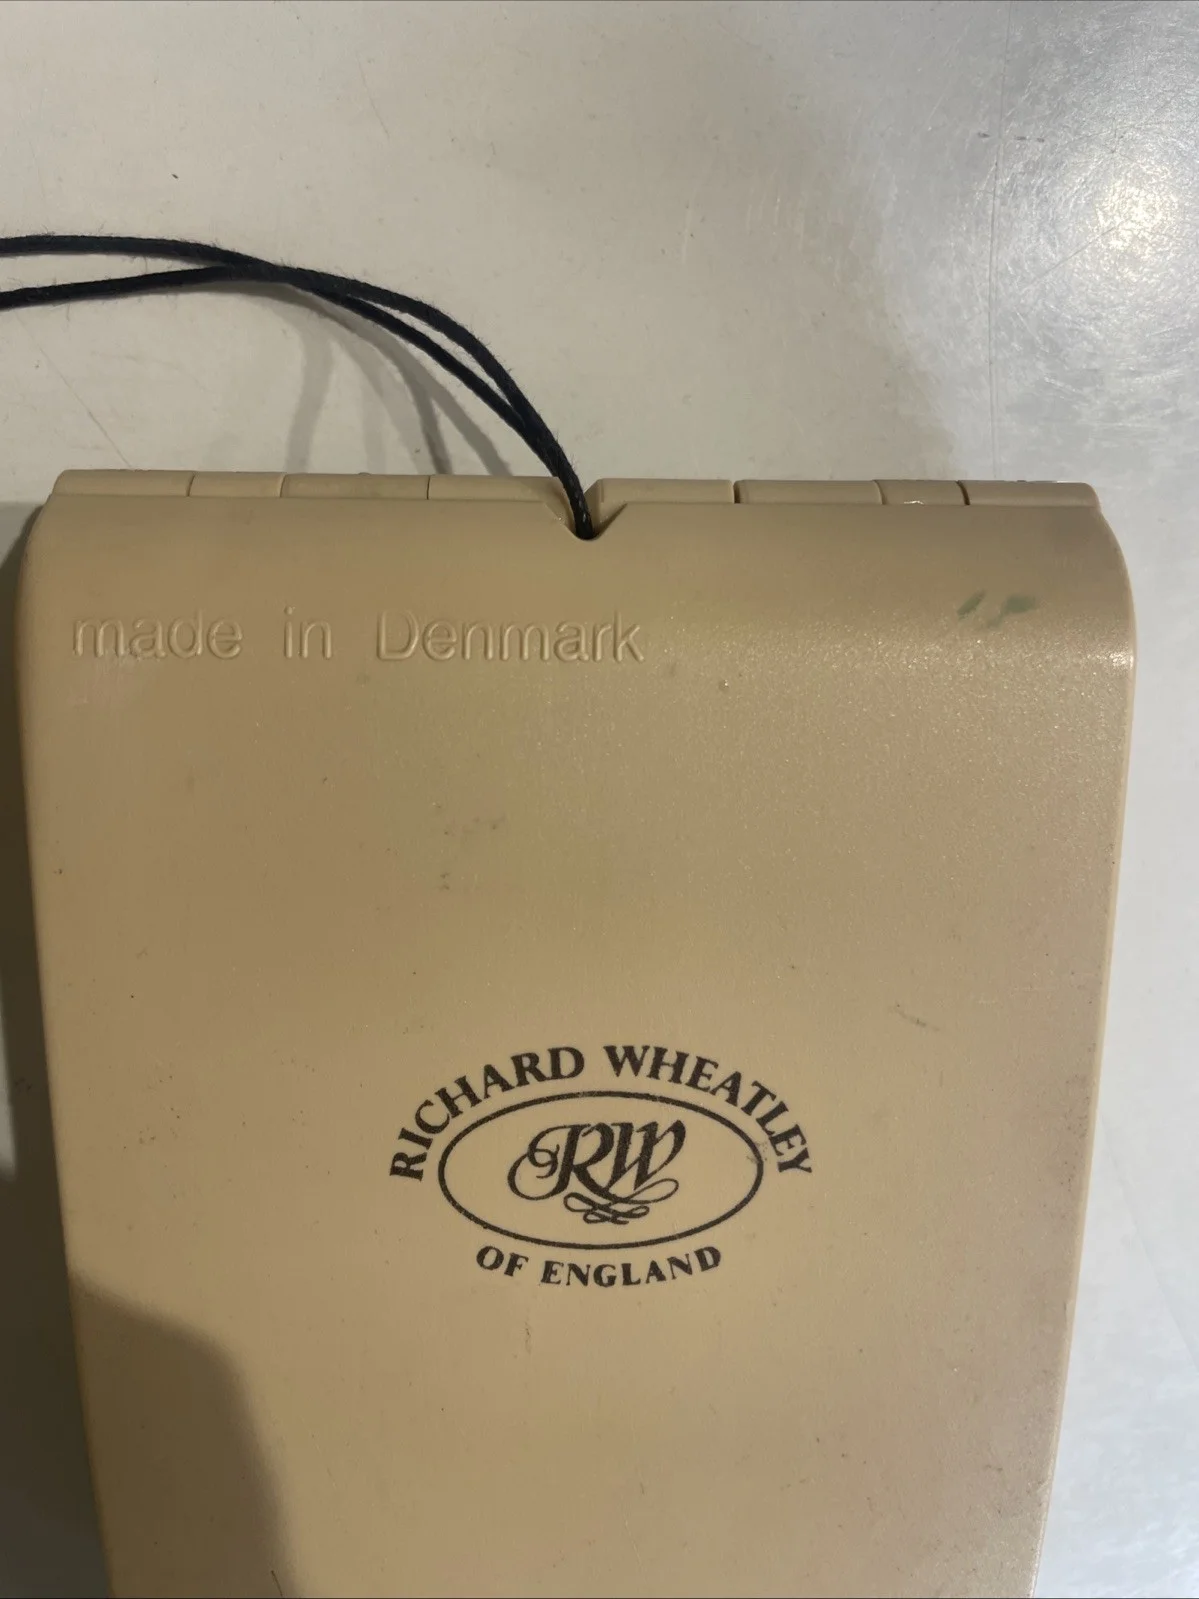 made in Denmark
RICHARD WHEATLEY
RW
OF ENGLAND